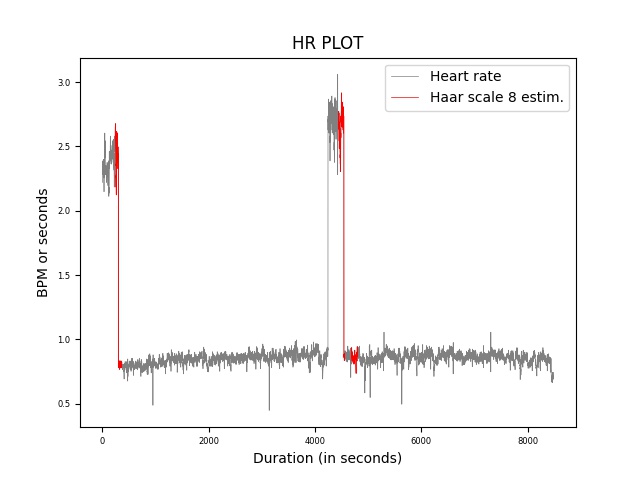 HR PLOT
Heart rate
Haar scale 8 estim.
3.0
2.5
2.0
1.5
1.0
0.5
BPM or seconds
0 2000 4000 6000 8000
Duration (in seconds)